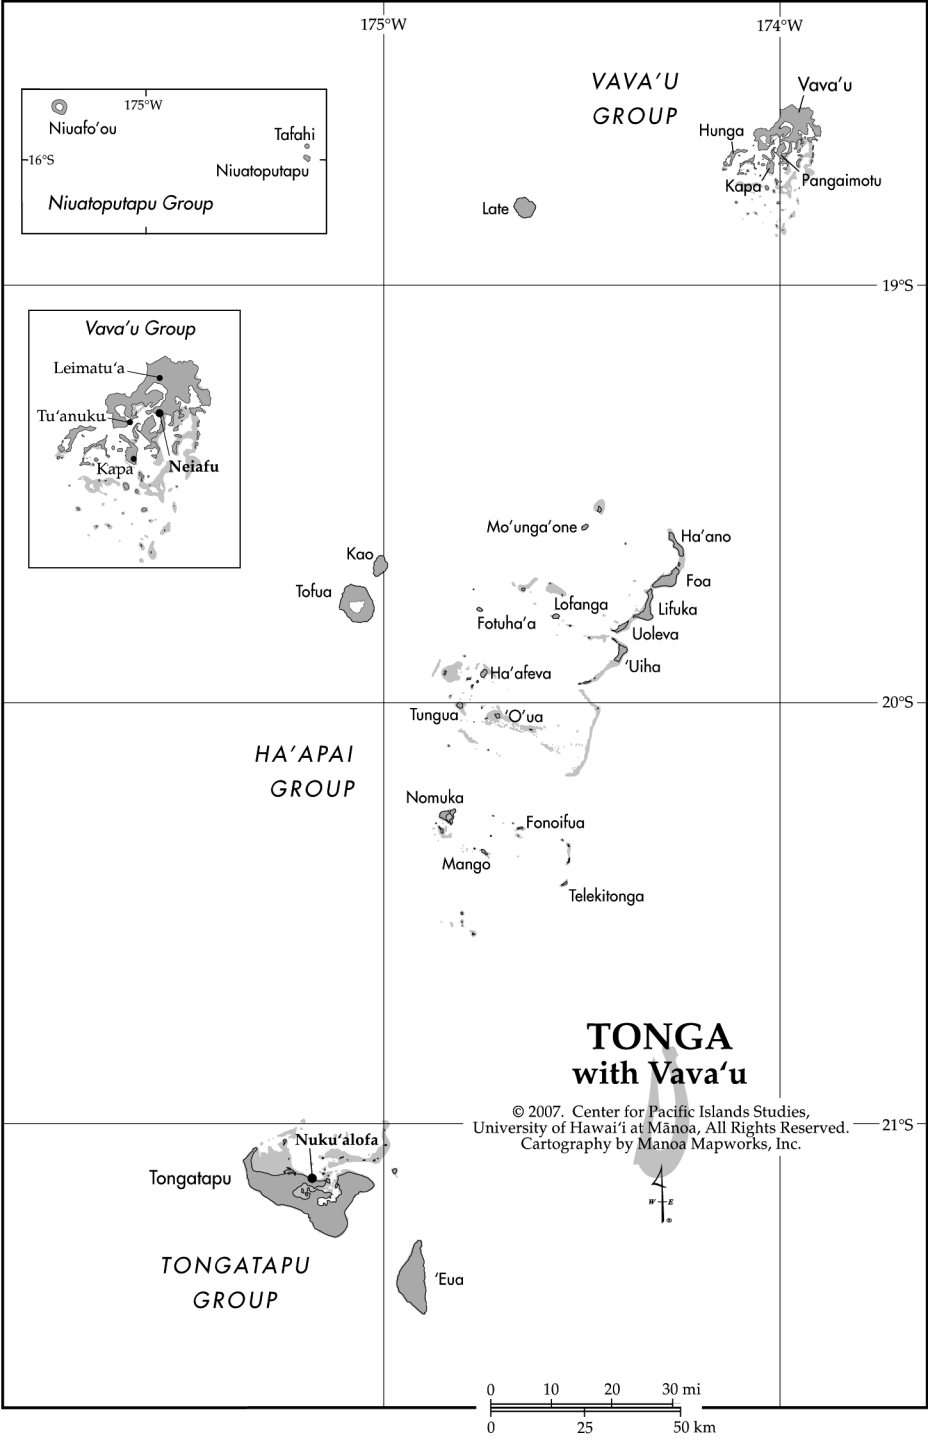 175°W
174°W
VAVA‘U
GROUP
Vava‘u
Hunga
Kapa
Pangaimotu
Late
175°W
Niuafo‘ou
Tafahi
16°S
Niuatoputapu
Niuatoputapu Group
19°S
Vava‘u Group
Leimatu‘a
Tu‘anuku
Kapa
Neiafu
Mo‘unga‘one
Ha‘ano
Kao
Foa
Tofua
Lofanga
Lifuka
Fotuha‘a
Uoleva
‘Uiha
Ha‘afeva
20°S
Tungua
‘O‘ua
HA‘APAI
GROUP
Nomuka
Fonoifua
Mango
Telekitonga
TONGA
with Vava‘u
© 2007. Center for Pacific Islands Studies,
University of Hawai‘i at Mānoa, All Rights Reserved.
Cartography by Manoa Mapworks, Inc.
21°S
Nuku‘alofa
Tongatapu
W E
®
TONGATAPU
GROUP
‘Eua
0 10 20 30 mi
0 25 50 km